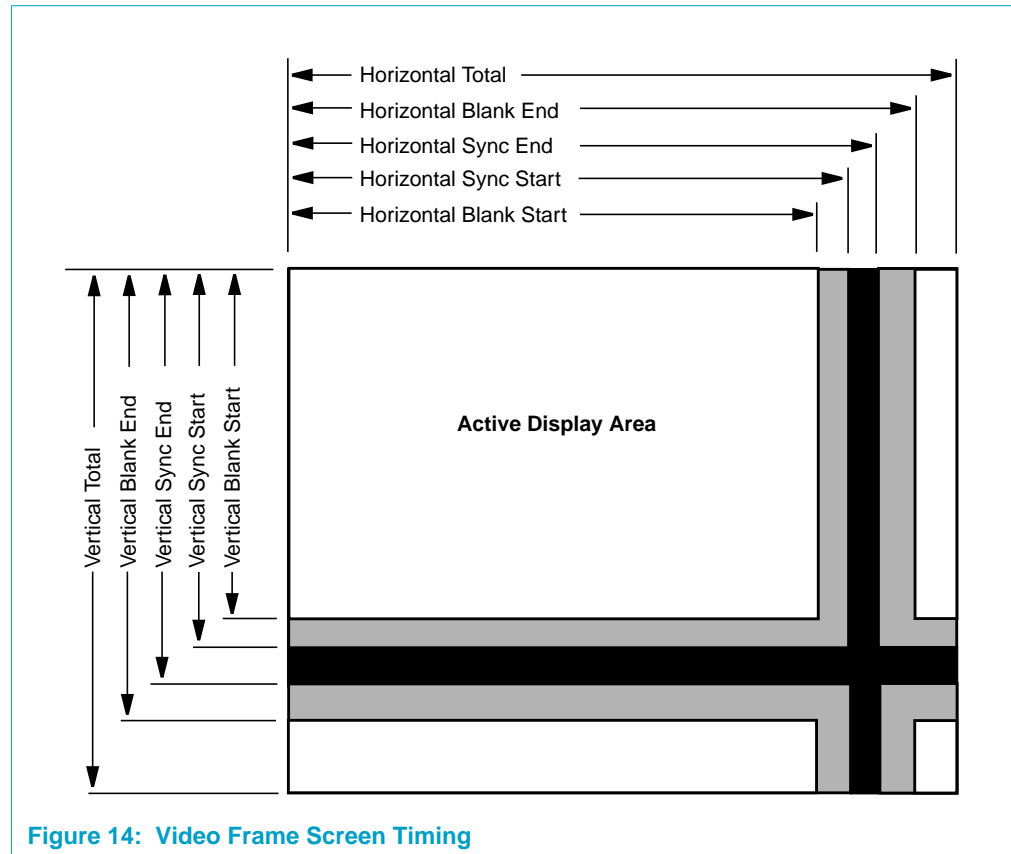 Horizontal Total
Horizontal Blank End
Horizontal Sync End
Horizontal Sync Start
Horizontal Blank Start
Vertical Total
Vertical Blank End
Vertical Sync End
Vertical Sync Start
Vertical Blank Start
Active Display Area
Figure 14: Video Frame Screen Timing